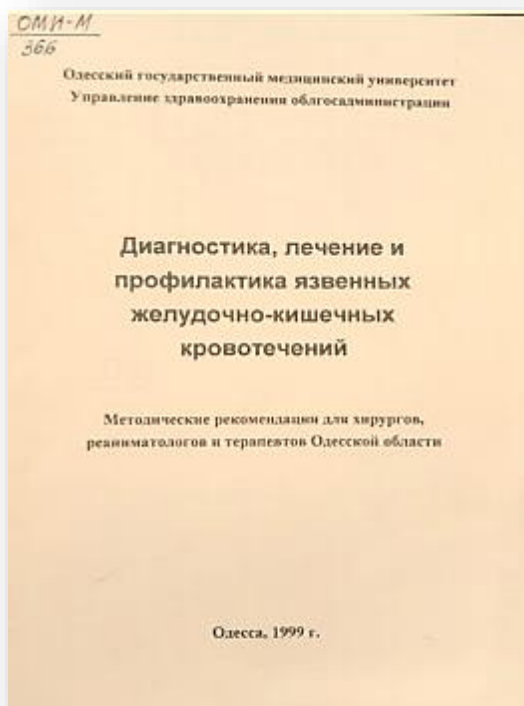 ОМИ-М
366
Одесский государственный медицинский университет
Управление здравоохранения облгосадминистрации
Диагностика, лечение и
профилактика язвенных
желудочно-кишечных
кровотечений
Методические рекомендации для хирургов,
реаниматологов и терапевтов Одесской области
Одесса, 1999 г.